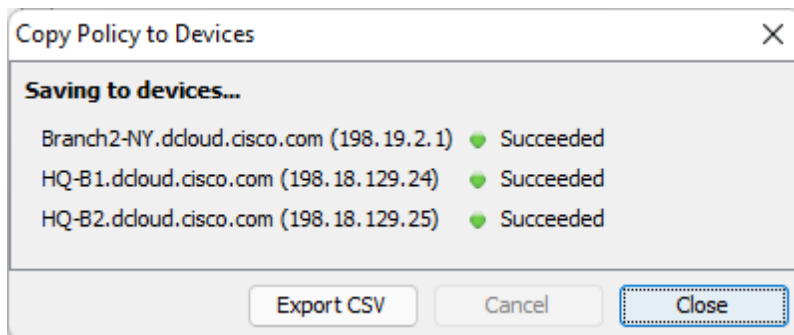 Copy Policy to Devices
Saving to devices...
Branch2-NY.dcloud.cisco.com (198.19.2.1) Succeeded
HQ-B1.dcloud.cisco.com (198.18.129.24) Succeeded
HQ-B2.dcloud.cisco.com (198.18.129.25) Succeeded
Export CSV Cancel Close